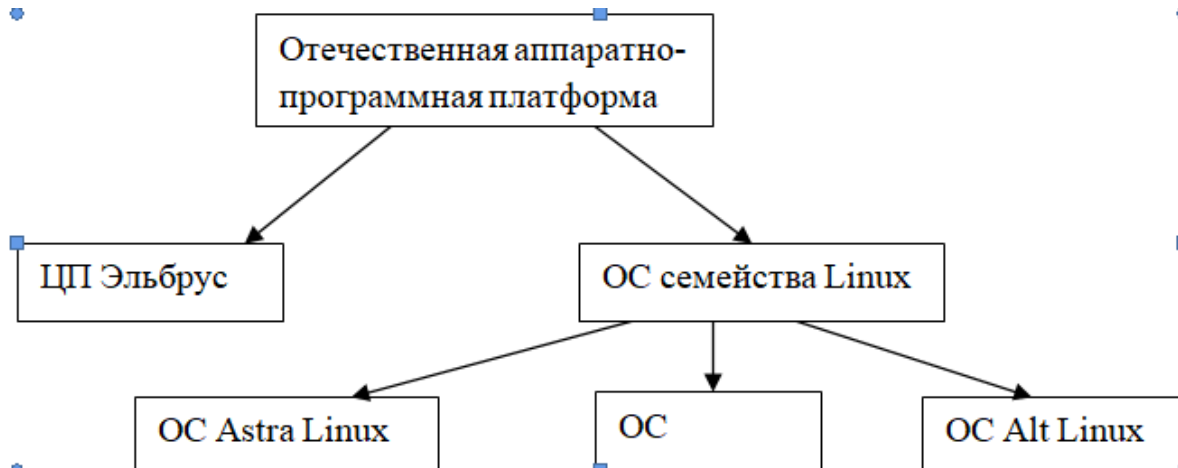 Отечественная аппаратно-
программная платформа
ЦП Эльбрус
ОС семейства Linux
ОС Astra Linux
ОС
ОС Alt Linux